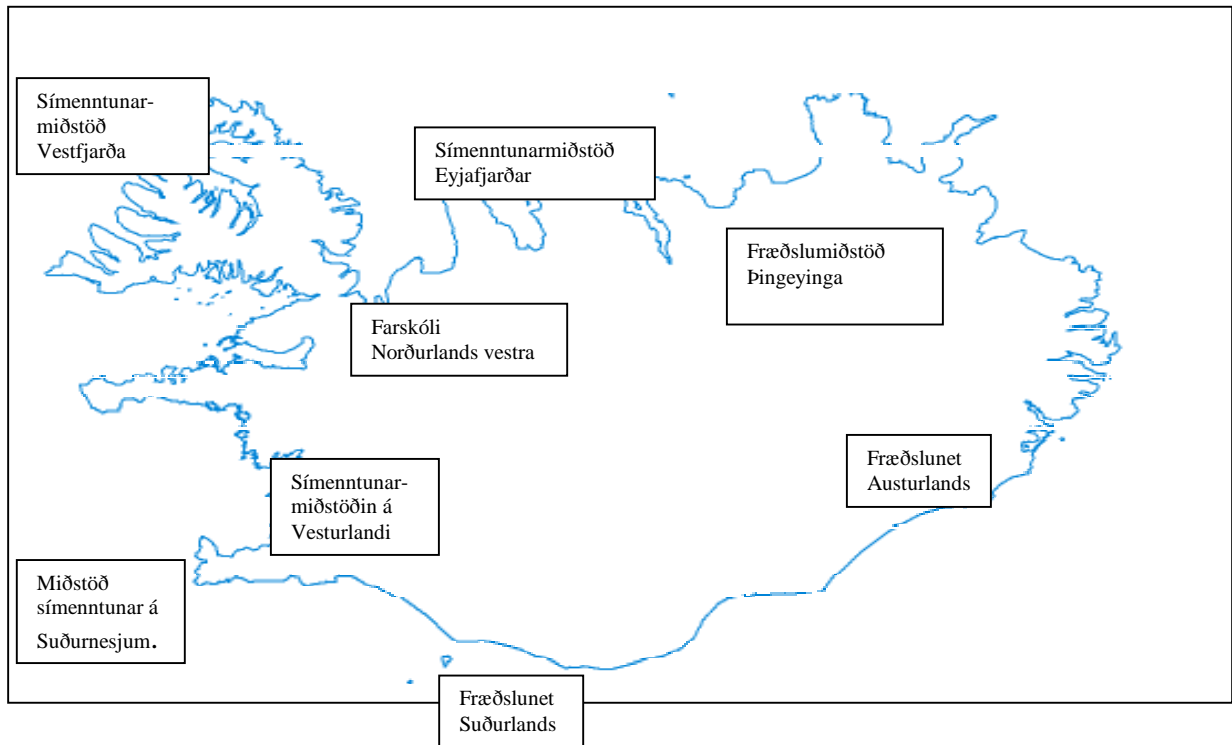 Símenntunar-
miðstöð
Vestfjarða
Símenntunarmiðstöð
Eyjafjarðar
Fræðslumiðstöð
Þingeyinga
Farskóli
Norðurlands vestra
Fræðslunet
Austurlands
Símenntunar-
miðstöðin á
Vesturlandi
Miðstöð
símenntunar á
Suðurnesjum.
Fræðslunet
Suðurlands